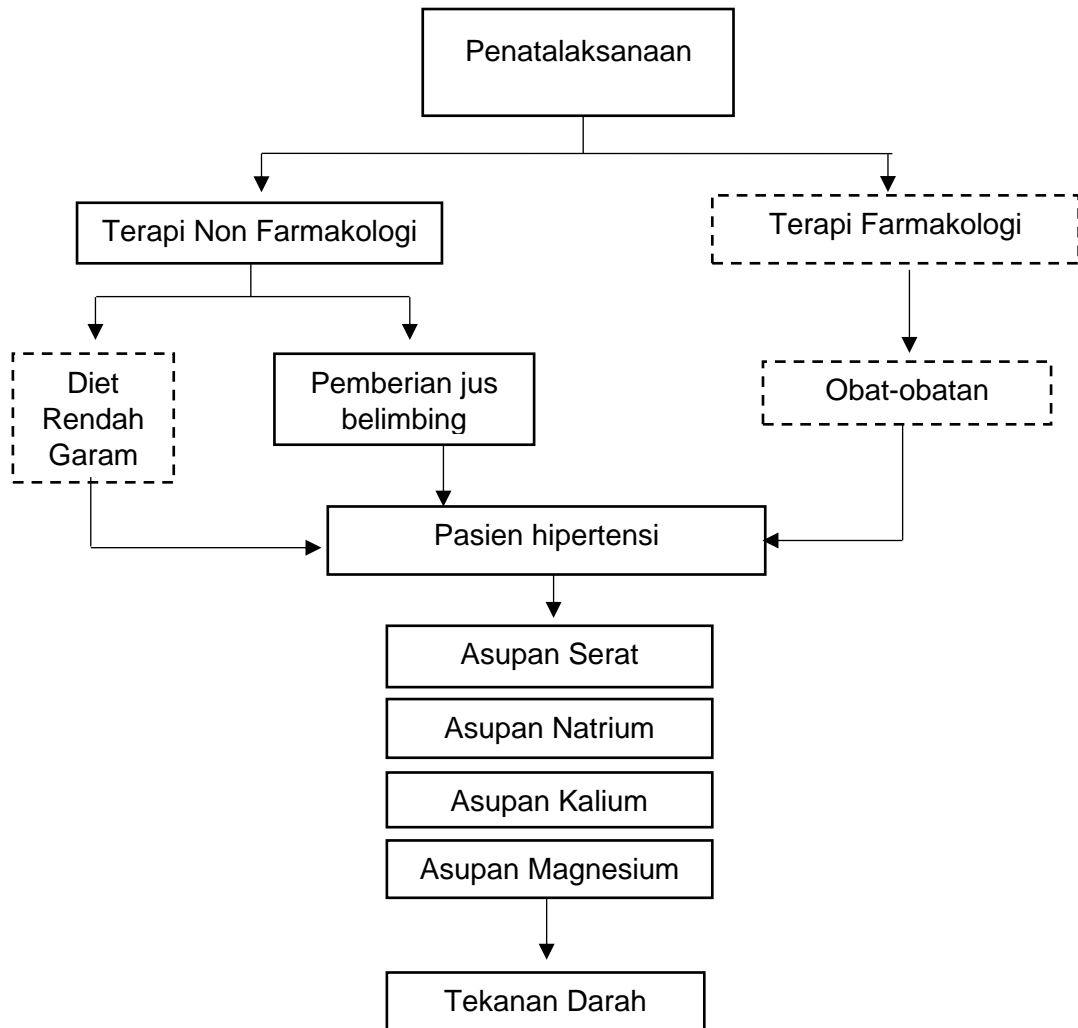 Penatalaksanaan
Terapi Non Farmakologi
Terapi Farmakologi
Diet
Rendah
Garam
Pemberian jus
belimbing
Obat-obatan
Pasien hipertensi
Asupan Serat
Asupan Natrium
Asupan Kalium
Asupan Magnesium
Tekanan Darah